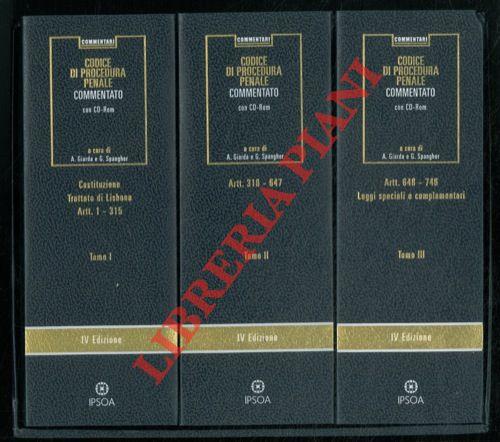 COMMENTARI
CODICE
DI PROCEDURA
PENALE
COMMENTATO
con CD-Rom
a cura di
A. Giarda e G. Spangher
Costituzione
Trattato di Lisbona
Artt. 1 - 315
Tomo I
IV Edizione
IPSOA
COMMENTARI
CODICE
DI PROCEDURA
PENALE
COMMENTATO
con CD-Rom
a cura di
A. Giarda e G. Spangher
Artt. 316 - 647
Tomo II
IV Edizione
IPSOA
COMMENTARI
CODICE
DI PROCEDURA
PENALE
COMMENTATO
con CD-Rom
a cura di
A. Giarda e G. Spangher
Artt. 648 - 746
Leggi speciali e complementari
Tomo III
IV Edizione
IPSOA
LIBRERIA PIANI